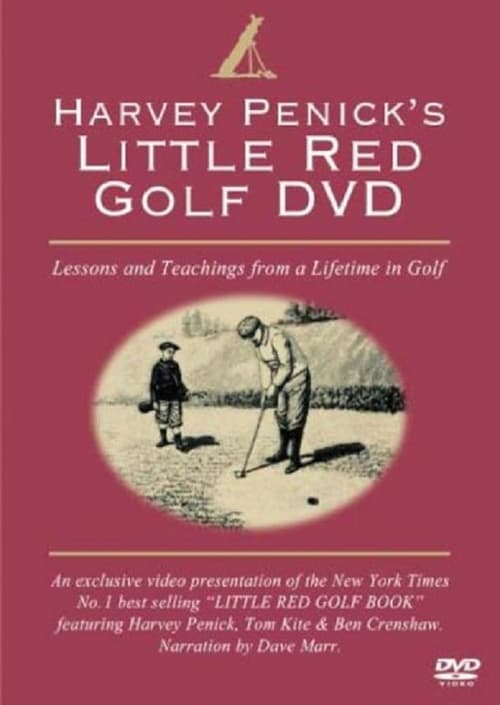 HARVEY PENICK'S
LITTLE RED
GOLF DVD
Lessons and Teachings from a Lifetime in Golf
An exclusive video presentation of the New York Times
No.1 best selling “LITTLE RED GOLF BOOK”
featuring Harvey Penick, Tom Kite & Ben Crenshaw.
Narration by Dave Marr.
DVD
VIDEO